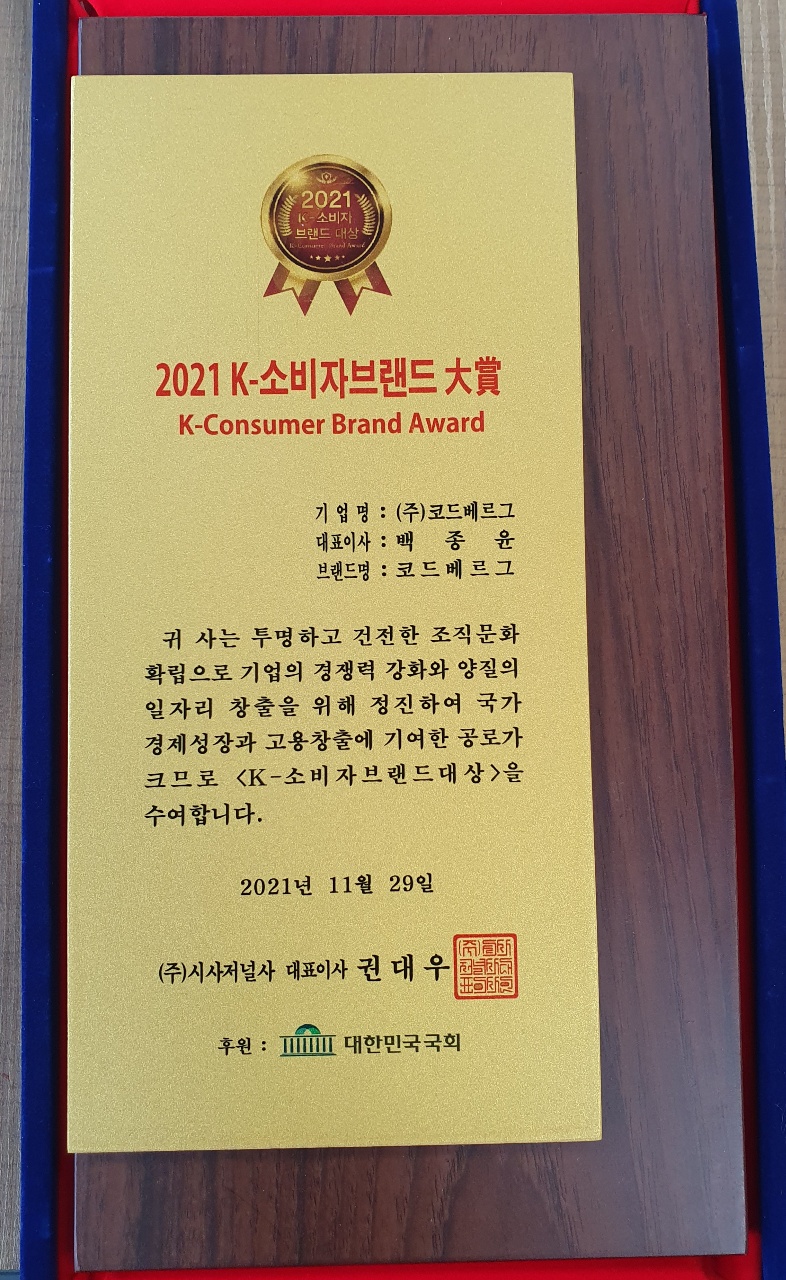 2021
K-소비자
브랜드 대상
K-Consumer Brand Award
2021 K-소비자브랜드 大賞
K-Consumer Brand Award
기 업 명 : (주)코드베르그
대표이사 : 백 종 윤
브랜드명 : 코드베르그
귀 사는 투명하고 건전한 조직문화
확립으로 기업의 경쟁력 강화와 양질의
일자리 창출을 위해 정진하여 국가
경제성장과 고용창출에 기여한 공로가
크므로 <K-소비자브랜드대상>을
수여합니다.
2021년 11월 29일
(주)시사저널사 대표이사 권 대 우
후원 : 대한민국국회